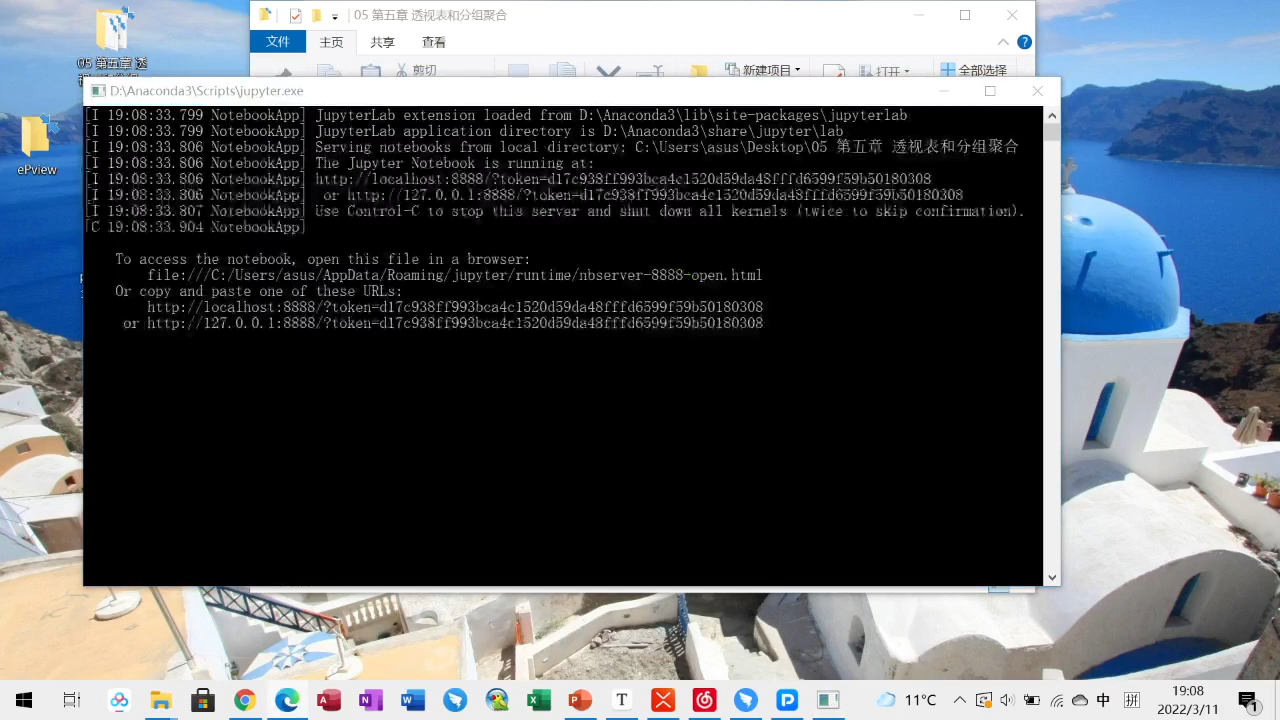 05 第五章 透视表和分组聚合
文件 主页 共享 查看
剪切
新建项目
打开
全部选择
05 第五章 透
ePview
D:\Anaconda3\Scripts\jupyter.exe
[I 19:08:33.799 NotebookApp] JupyterLab extension loaded from D:\Anaconda3\lib\site-packages\jupyterlab
[I 19:08:33.799 NotebookApp] JupyterLab application directory is D:\Anaconda3\share\jupyter\lab
[I 19:08:33.806 NotebookApp] Serving notebooks from local directory: C:\Users\asus\Desktop\05 第五章 透视表和分组聚合
[I 19:08:33.806 NotebookApp] The Jupyter Notebook is running at:
[I 19:08:33.806 NotebookApp] http://localhost:8888/?token=d17c938ff993bca4c1520d59da48fffd6599f59b50180308
[I 19:08:33.806 NotebookApp]  or http://127.0.0.1:8888/?token=d17c938ff993bca4c1520d59da48fffd6599f59b50180308
[I 19:08:33.807 NotebookApp] Use Control-C to stop this server and shut down all kernels (twice to skip confirmation).
[C 19:08:33.904 NotebookApp]
To access the notebook, open this file in a browser:
file:///C:/Users/asus/AppData/Roaming/jupyter/runtime/nbserver-8888-open.html
Or copy and paste one of these URLs:
http://localhost:8888/?token=d17c938ff993bca4c1520d59da48fffd6599f59b50180308
or http://127.0.0.1:8888/?token=d17c938ff993bca4c1520d59da48fffd6599f59b50180308
11°C
中
拼
19:08
2022/3/11
1